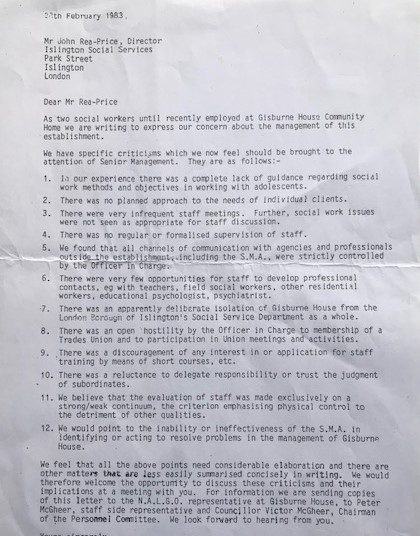 28th February 1983.
Mr John Rea-Price, Director
Islington Social Services
Park Street
Islington
London
Dear Mr Rea-Price
As two social workers until recently employed at Gisburne House Community
Home we are writing to express our concern about the management of this
establishment.
We have specific criticisms which we now feel should be brought to the
attention of Senior Management. They are as follows:-
1. In our experience there was a complete lack of guidance regarding social
work methods and objectives in working with adolescents.
2. There was no planned approach to the needs of individual clients.
3. There were very infrequent staff meetings. Further, social work issues
were not seen as appropriate for staff discussion.
4. There was no regular or formalised supervision of staff.
5. We found that all channels of communication with agencies and professionals
outside the establishment, including the S.M.A., were strictly controlled
by the Officer in Charge.
6. There were very few opportunities for staff to develop professional
contacts, eg with teachers, field social workers, other residential
workers, educational psychologist, psychiatrist.
7. There was an apparently deliberate isolation of Gisburne House from the
London Borough of Islington's Social Service Department as a whole.
8. There was an open hostility by the Officer in Charge to membership of a
Trades Union and to participation in Union meetings and activities.
9. There was a discouragement of any interest in or application for staff
training by means of short courses, etc.
10. There was a reluctance to delegate responsibility or trust the judgment
of subordinates.
11. We believe that the evaluation of staff was made exclusively on a
strong/weak continuum, the criterion emphasising physical control to
the detriment of other qualities.
12. We would point to the inability or ineffectiveness of the S.M.A. in
identifying or acting to resolve problems in the management of Gisburne
House.
We feel that all the above points need considerable elaboration and there are
other matters that are less easily summarised concisely in writing. We would
therefore welcome the opportunity to discuss these criticisms and their
implications at a meeting with you. For information we are sending copies
of this letter to the N.A.L.G.O. representative at Gisburne House, to Peter
McGheer, staff side representative and Councillor Victor McGheer, Chairman
of the Personnel Committee. We look forward to hearing from you.
Yours sincerely